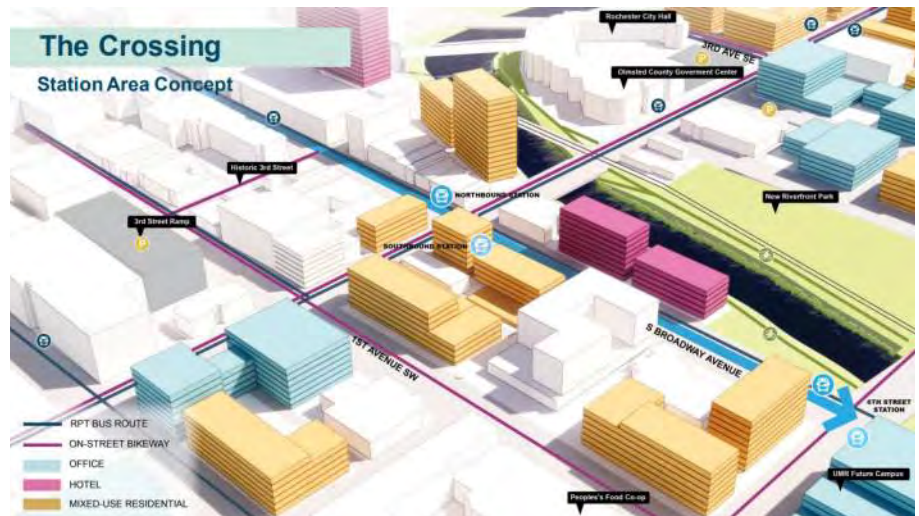 The Crossing
Station Area Concept
Rochester City Hall
3RD AVE SE
Olmsted County Goverment Center
P
P
Historic 3rd Street
NORTHBOUND STATION
New Riverfront Park
3rd Street Ramp
P
SOUTHBOUND STATION
1ST AVENUE SW
S BROADWAY AVENUE
6TH STREET
STATION
RPT BUS ROUTE
ON-STREET BIKEWAY
OFFICE
HOTEL
MIXED-USE RESIDENTIAL
UMR Future Campus
Peoples's Food Co-op